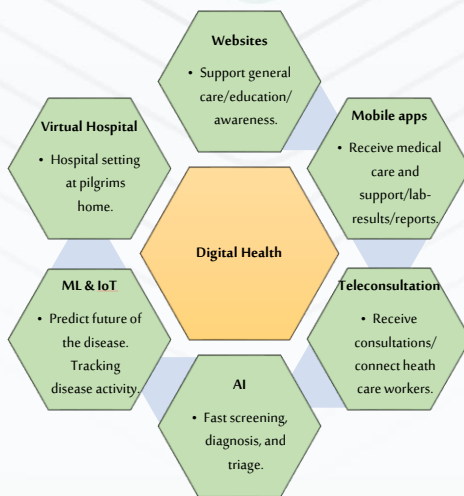 Websites
• Support general
care/education/
awareness.
Mobile apps
• Receive medical
care and
support/lab-
results/reports.
Teleconsultation
• Receive
consultations/
connect heath
care workers.
AI
• Fast screening,
diagnosis, and
triage.
ML & IoT
• Predict future of
the disease.
Tracking
disease activity.
Virtual Hospital
• Hospital setting
at pilgrims
home.
Digital Health